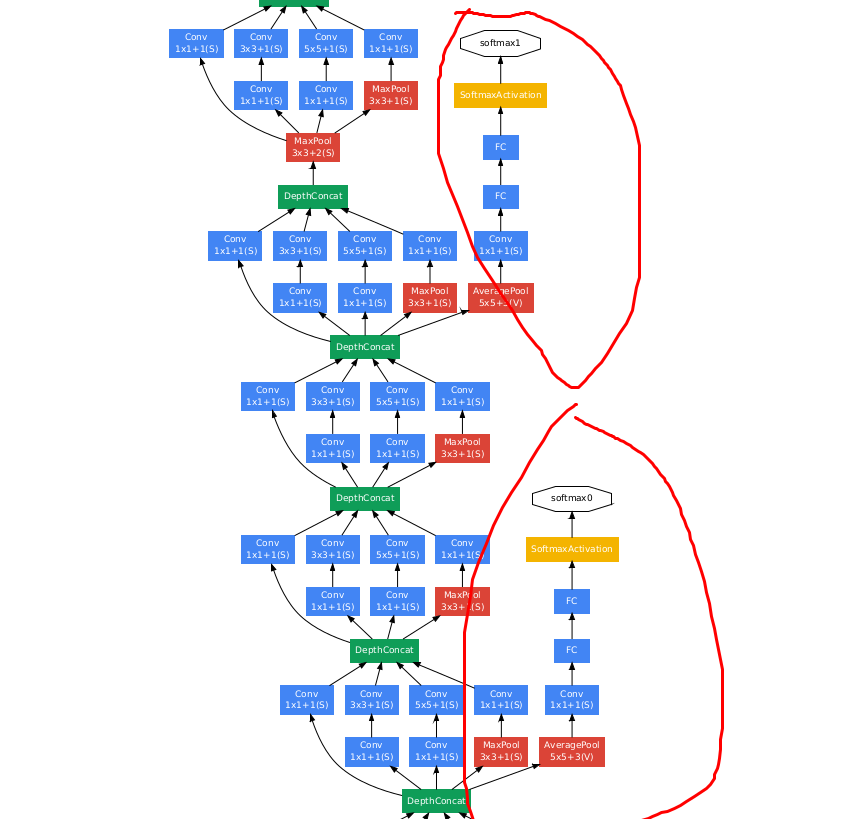 Conv Conv Conv Conv
1x1+1(S) 3x3+1(S) 5x5+1(S) 1x1+1(S)
softmax1
Conv Conv MaxPool
1x1+1(S) 1x1+1(S) 3x3+1(S)
SoftmaxActivation
MaxPool
3x3+2(S)
FC
DepthConcat
FC
Conv Conv Conv Conv Conv
1x1+1(S) 3x3+1(S) 5x5+1(S) 1x1+1(S) 1x1+1(S)
Conv Conv MaxPool AveragePool
1x1+1(S) 1x1+1(S) 3x3+1(S) 5x5+3(V)
DepthConcat
Conv Conv Conv Conv
1x1+1(S) 3x3+1(S) 5x5+1(S) 1x1+1(S)
Conv Conv MaxPool
1x1+1(S) 1x1+1(S) 3x3+1(S)
DepthConcat
softmax0
Conv Conv Conv Conv
1x1+1(S) 3x3+1(S) 5x5+1(S) 1x1+1(S)
SoftmaxActivation
Conv Conv MaxPool
1x1+1(S) 1x1+1(S) 3x3+1(S)
FC
DepthConcat
FC
Conv Conv Conv Conv Conv
1x1+1(S) 3x3+1(S) 5x5+1(S) 1x1+1(S) 1x1+1(S)
Conv Conv MaxPool AveragePool
1x1+1(S) 1x1+1(S) 3x3+1(S) 5x5+3(V)
DepthConcat